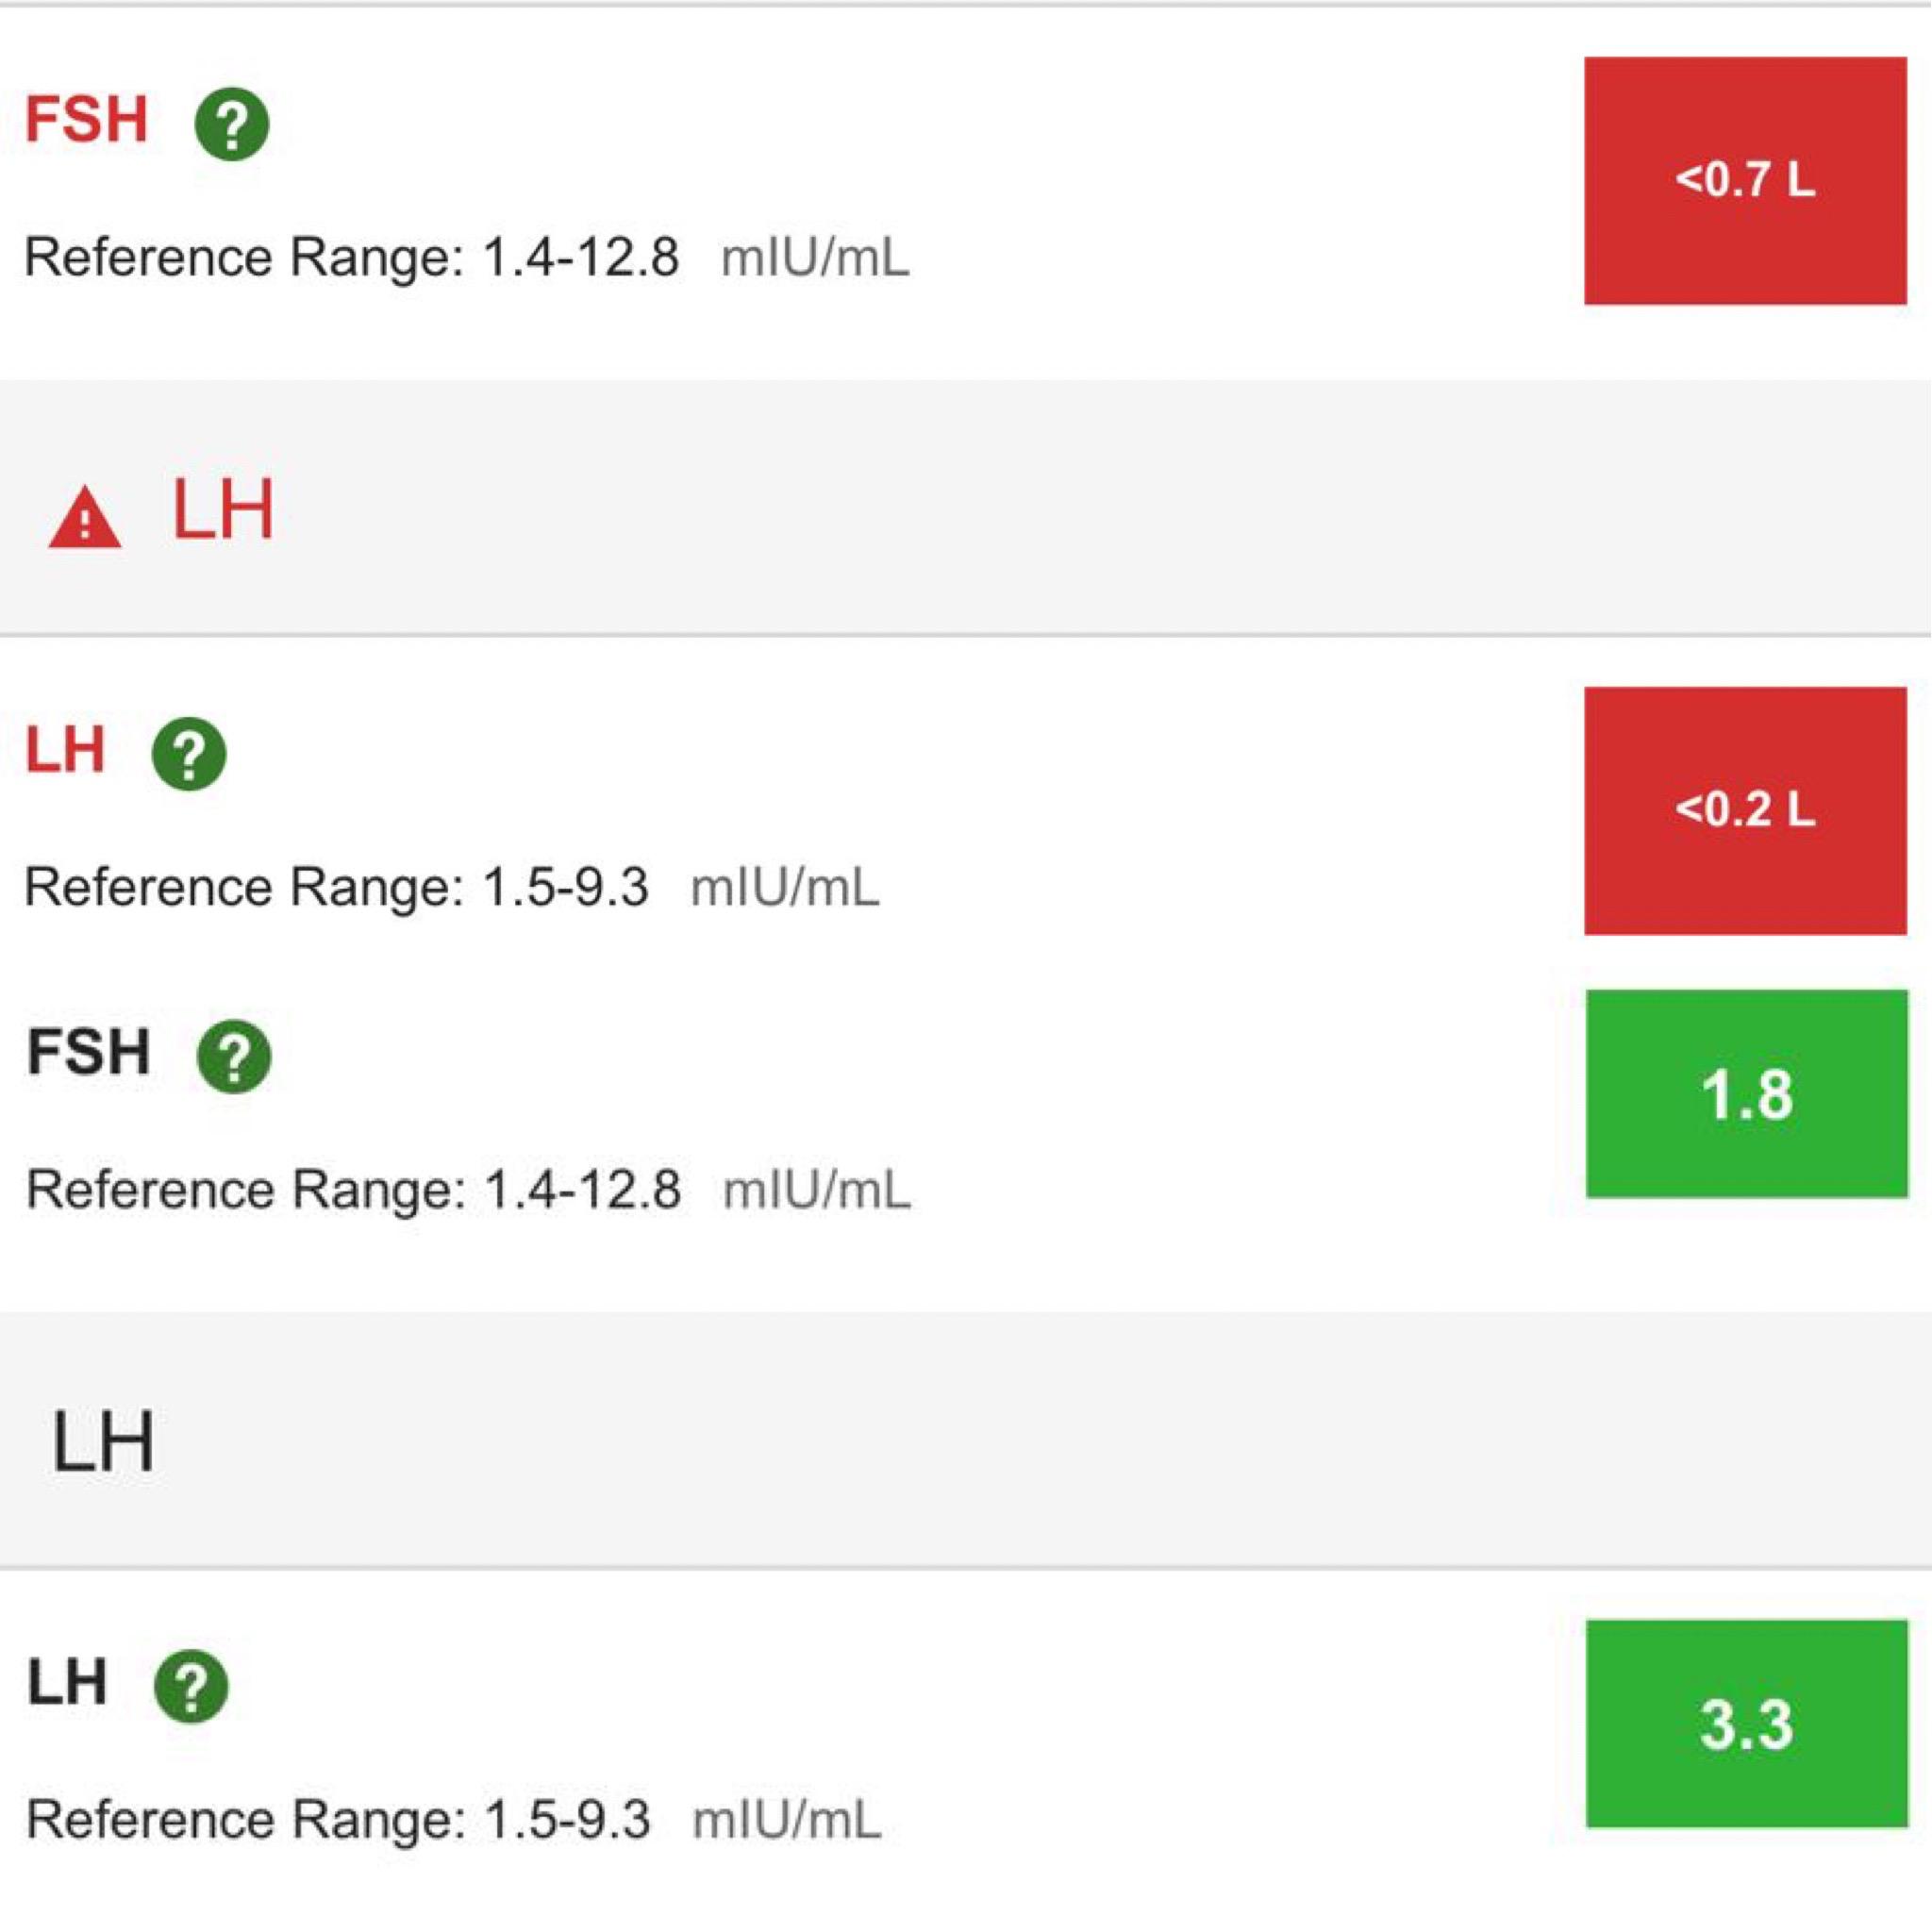 FSH ?
<0.7 L
Reference Range: 1.4-12.8 mIU/mL
! LH
LH ?
<0.2 L
Reference Range: 1.5-9.3 mIU/mL
FSH ?
1.8
Reference Range: 1.4-12.8 mIU/mL
LH
LH ?
3.3
Reference Range: 1.5-9.3 mIU/mL